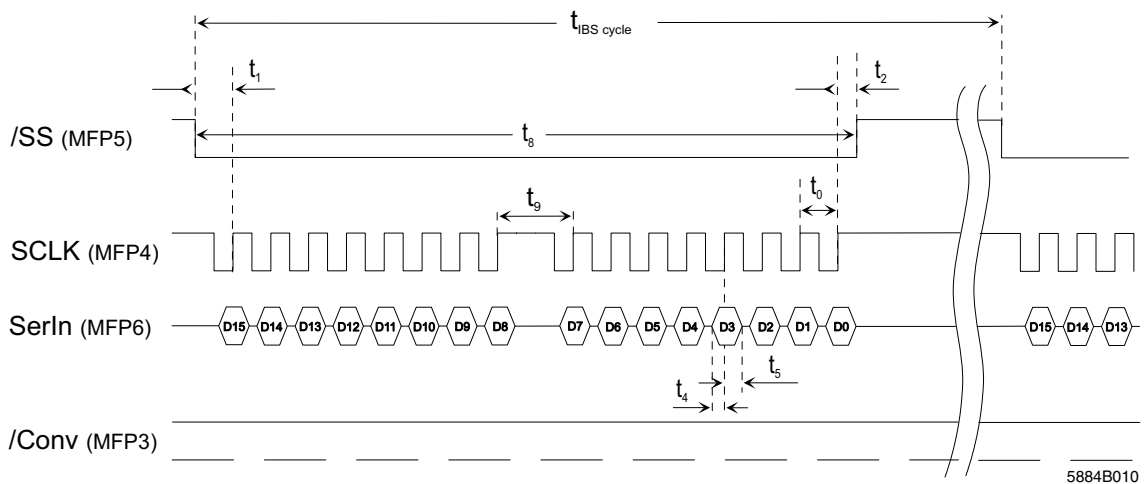 tIBS cycle
t1
t2
/SS (MFP5)
t8
t0
t9
SCLK (MFP4)
SerIn (MFP6)
D15 D14 D13 D12 D11 D10 D9 D8 D7 D6 D5 D4 D3 D2 D1 D0 D15 D14 D13
t5
t4
/Conv (MFP3)
5884B010